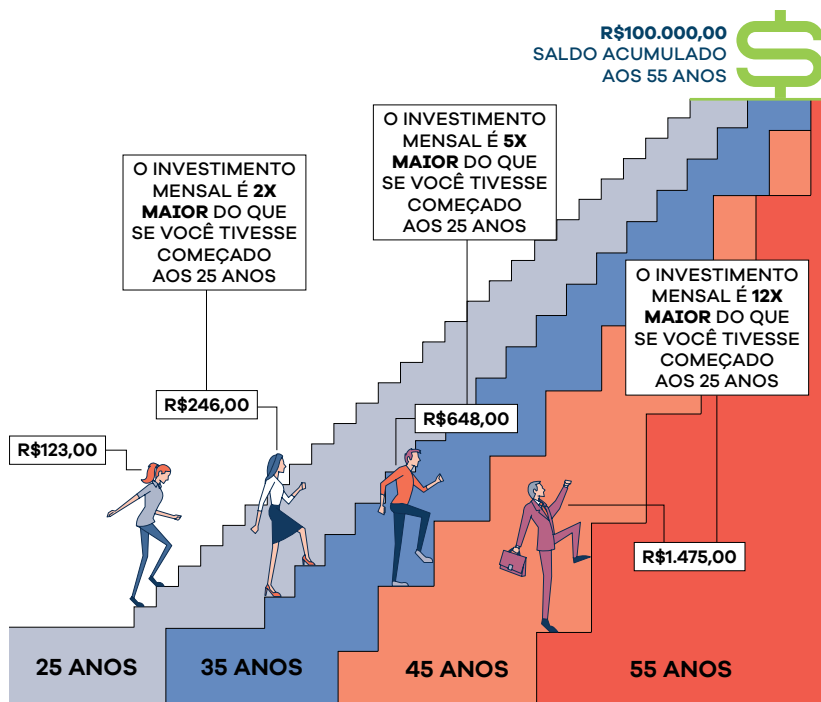 R$100.000,00
SALDO ACUMULADO
AOS 55 ANOS
O INVESTIMENTO
MENSAL É 5X
MAIOR DO QUE
SE VOCÊ TIVESSE
COMEÇADO
AOS 25 ANOS
O INVESTIMENTO
MENSAL É 2X
MAIOR DO QUE
SE VOCÊ TIVESSE
COMEÇADO
AOS 25 ANOS
O INVESTIMENTO
MENSAL É 12X
MAIOR DO QUE
SE VOCÊ TIVESSE
COMEÇADO
AOS 25 ANOS
R$246,00
R$648,00
R$123,00
R$1.475,00
25 ANOS
35 ANOS
45 ANOS
55 ANOS